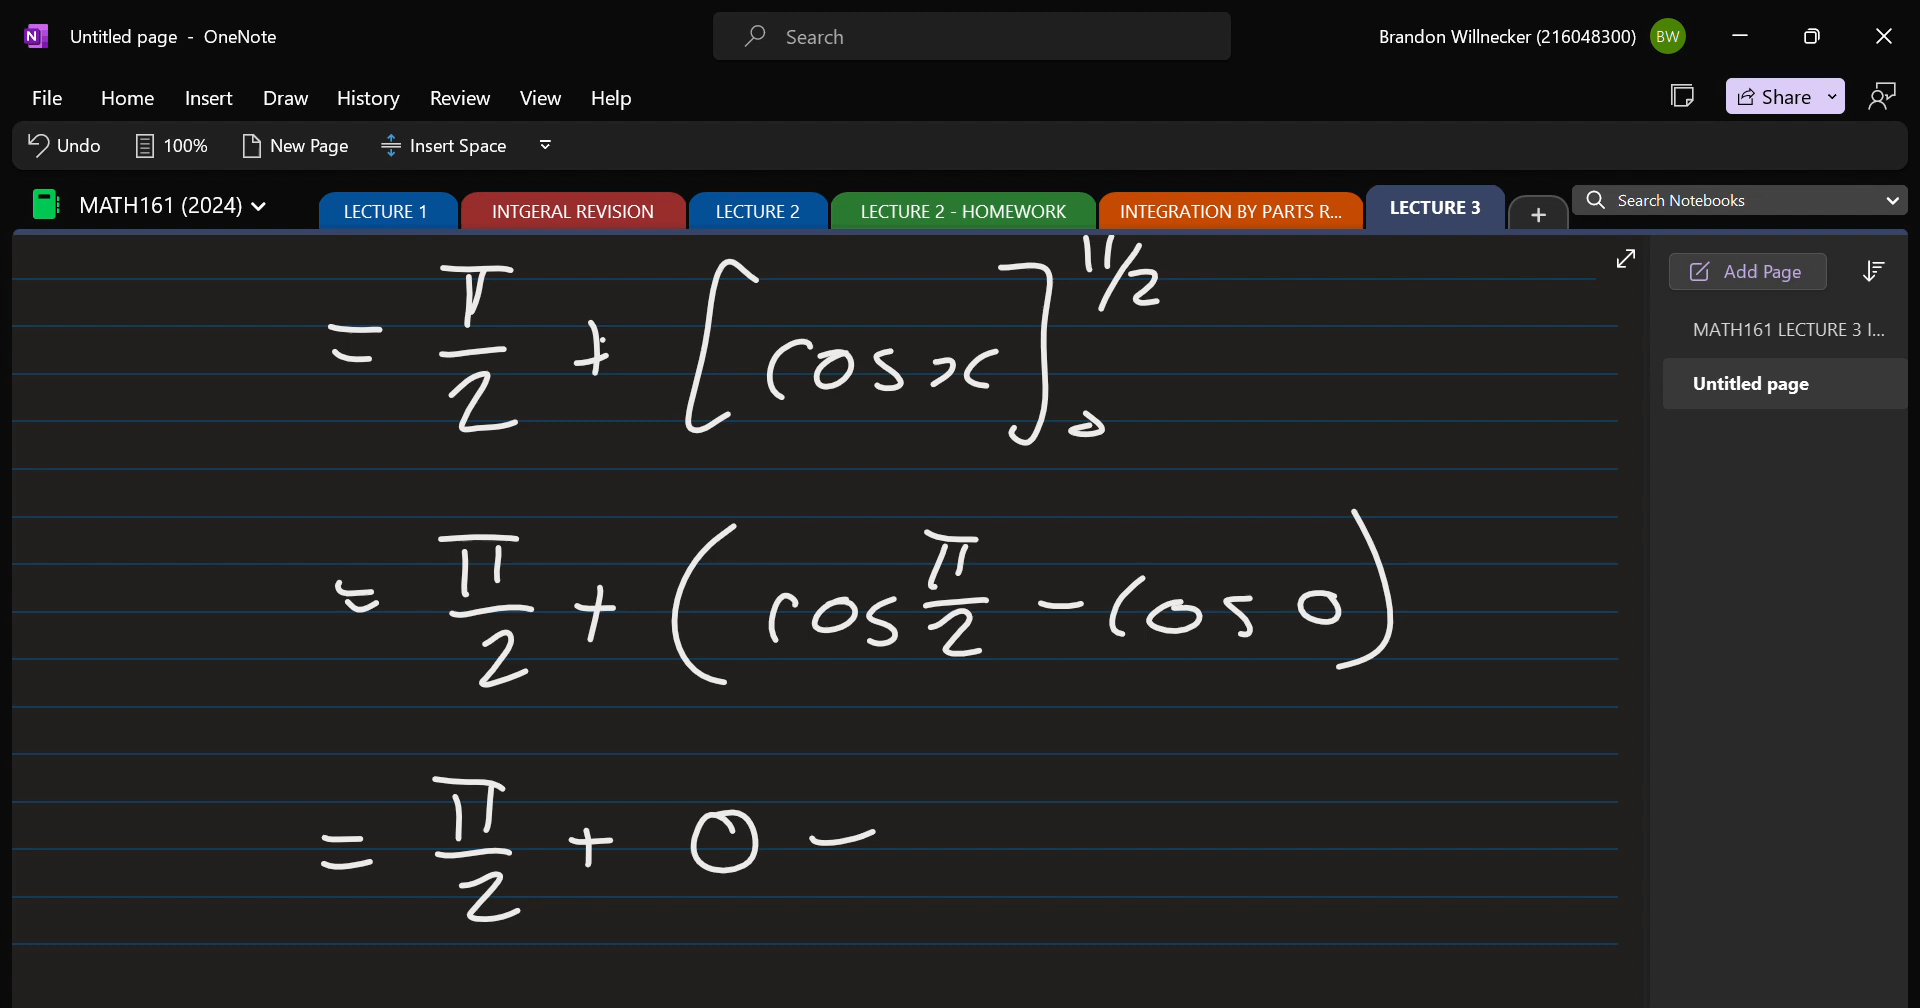 Untitled page - OneNote
Search
Brandon Willnecker (216048300) BW
File Home Insert Draw History Review View Help
Share
Undo 100% New Page Insert Space
MATH161 (2024)
LECTURE 1 INTGERAL REVISION LECTURE 2 LECTURE 2 - HOMEWORK INTEGRATION BY PARTS R... LECTURE 3 +
Search Notebooks
Add Page
MATH161 LECTURE 3 I...
Untitled page
= π/2 + [cos x]₀^(π/2)
= π/2 + (cos π/2 - cos 0)
= π/2 + 0 -